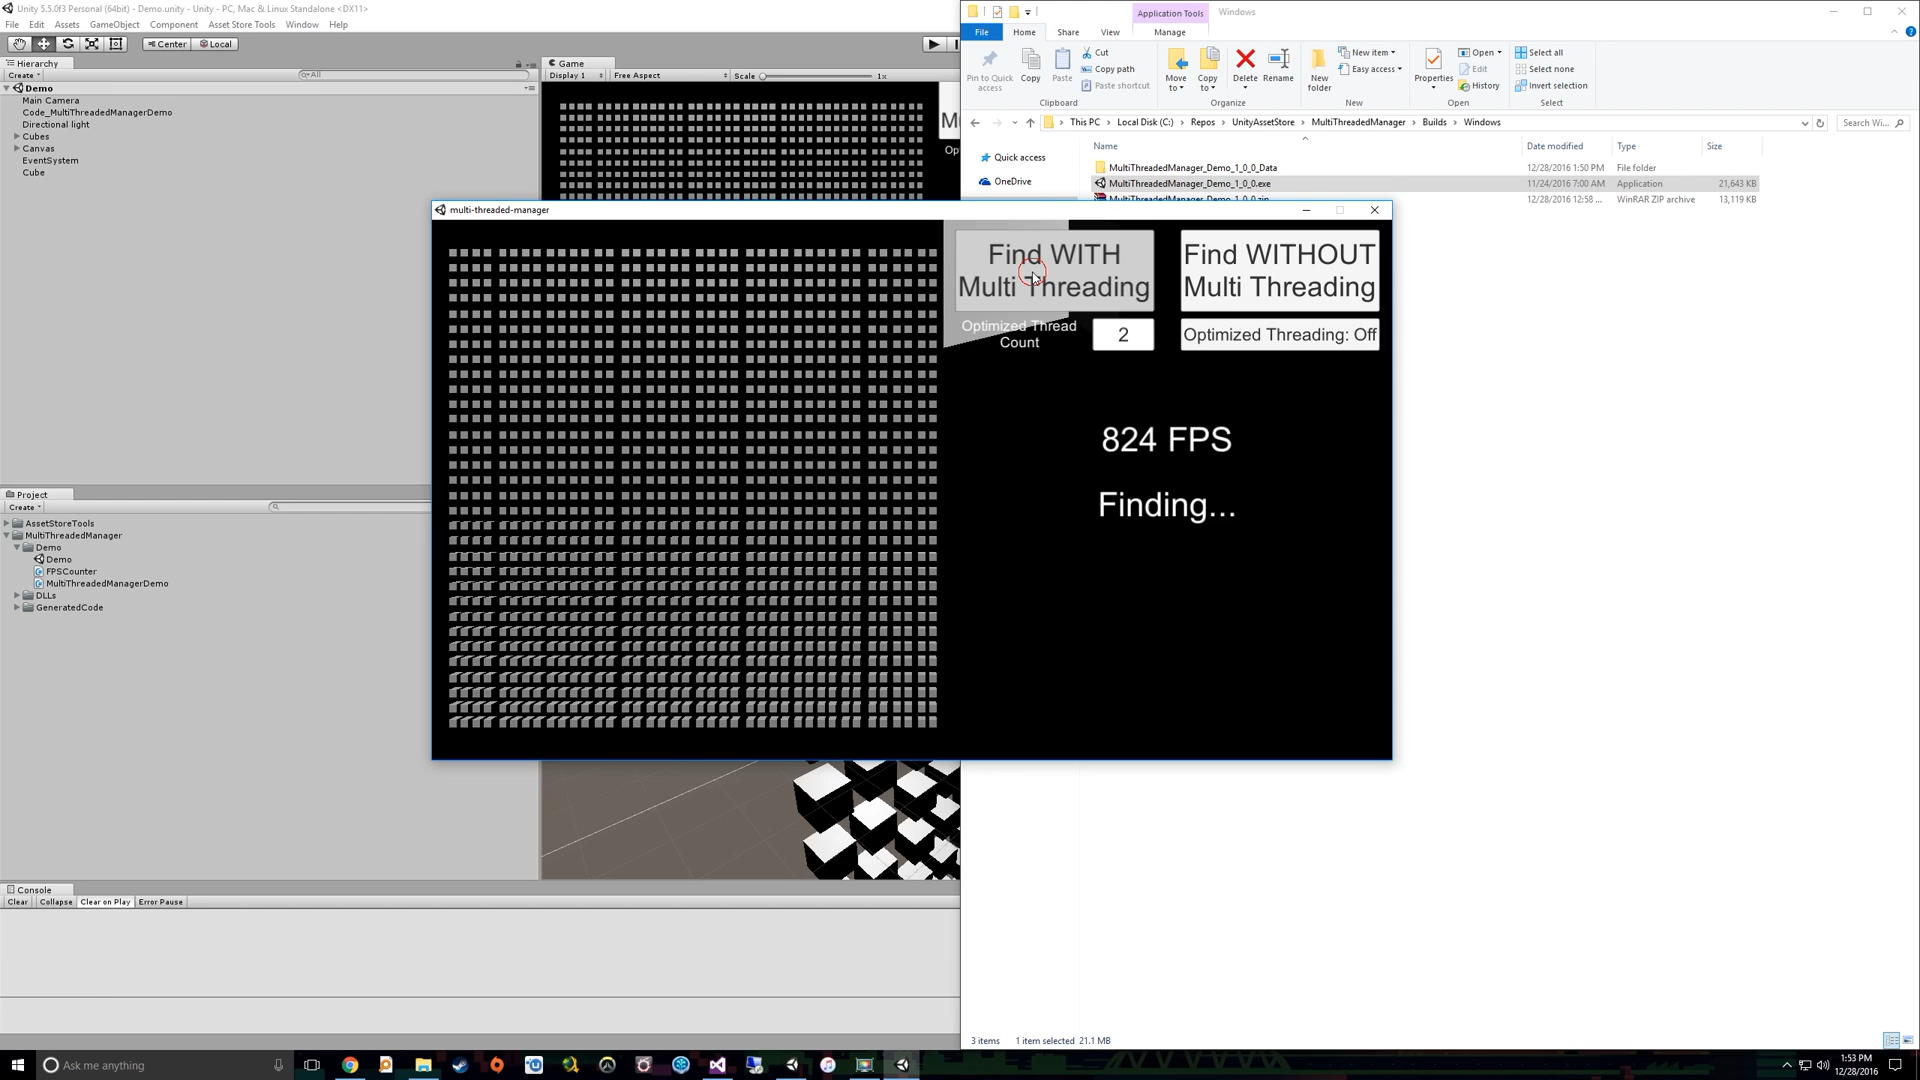 Unity 5.5.0f3 Personal (64bit) - Demo.unity - Unity - PC, Mac & Linux Standalone <DX11>
File Edit Assets GameObject Component Asset Store Tools Window Help
Center Local
Hierarchy
Create All
Demo
Main Camera
Code_MultiThreadedManagerDemo
Directional light
Cubes
Canvas
EventSystem
Cube
Game
Display 1 Free Aspect Scale 1x
Project
Create
AssetStoreTools
MultiThreadedManager
Demo
Demo
FPSCounter
MultiThreadedManagerDemo
DLLs
GeneratedCode
Console
Clear Collapse Clear on Play Error Pause
multi-threaded-manager
Find WITH
Multi Threading
Find WITHOUT
Multi Threading
Optimized Thread
Count
2
Optimized Threading: Off
824 FPS
Finding...
Application Tools Windows
File Home Share View Manage
Pin to Quick
access
Copy
Paste
Cut
Copy path
Paste shortcut
Clipboard
Move
to
Copy
to
Delete
Rename
Organize
New
folder
New item
Easy access
New
Properties
Open
Edit
History
Open
Select all
Select none
Invert selection
Select
This PC Local Disk (C:) Repos UnityAssetStore MultiThreadedManager Builds Windows
Search Wi...
Name Date modified Type Size
Quick access
OneDrive
MultiThreadedManager_Demo_1_0_0_Data 12/28/2016 1:50 PM File folder
MultiThreadedManager_Demo_1_0_0.exe 11/24/2016 7:00 AM Application 21,643 KB
MultiThreadedManager_Demo_1_0_0.zip 12/28/2016 12:58 ... WinRAR ZIP archive 13,119 KB
3 items 1 item selected 21.1 MB
Ask me anything
1:53 PM
12/28/2016